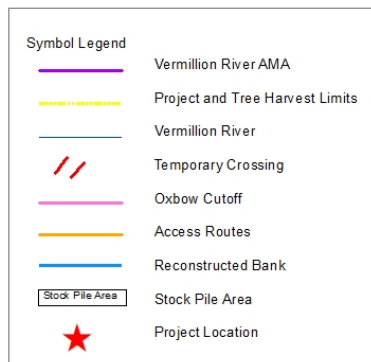 Symbol Legend
Vermillion River AMA
Project and Tree Harvest Limits
Vermillion River
Temporary Crossing
Oxbow Cutoff
Access Routes
Reconstructed Bank
Stock Pile Area Stock Pile Area
Project Location